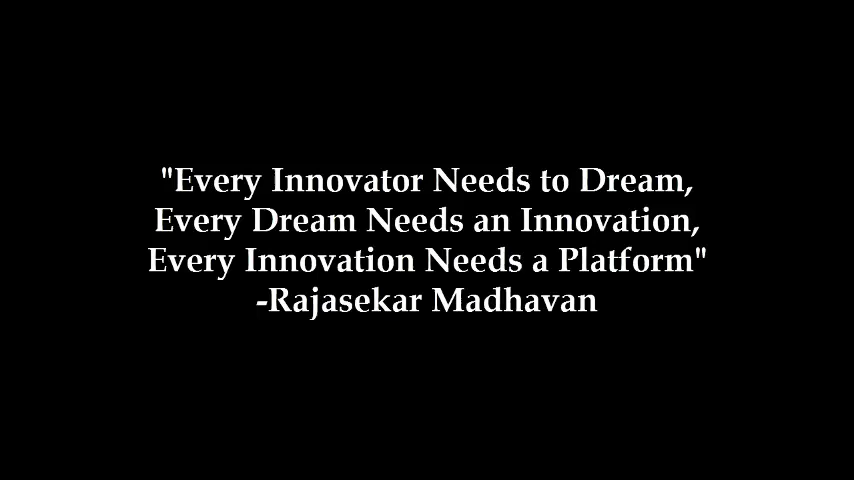 "Every Innovator Needs to Dream,
Every Dream Needs an Innovation,
Every Innovation Needs a Platform"
-Rajasekar Madhavan